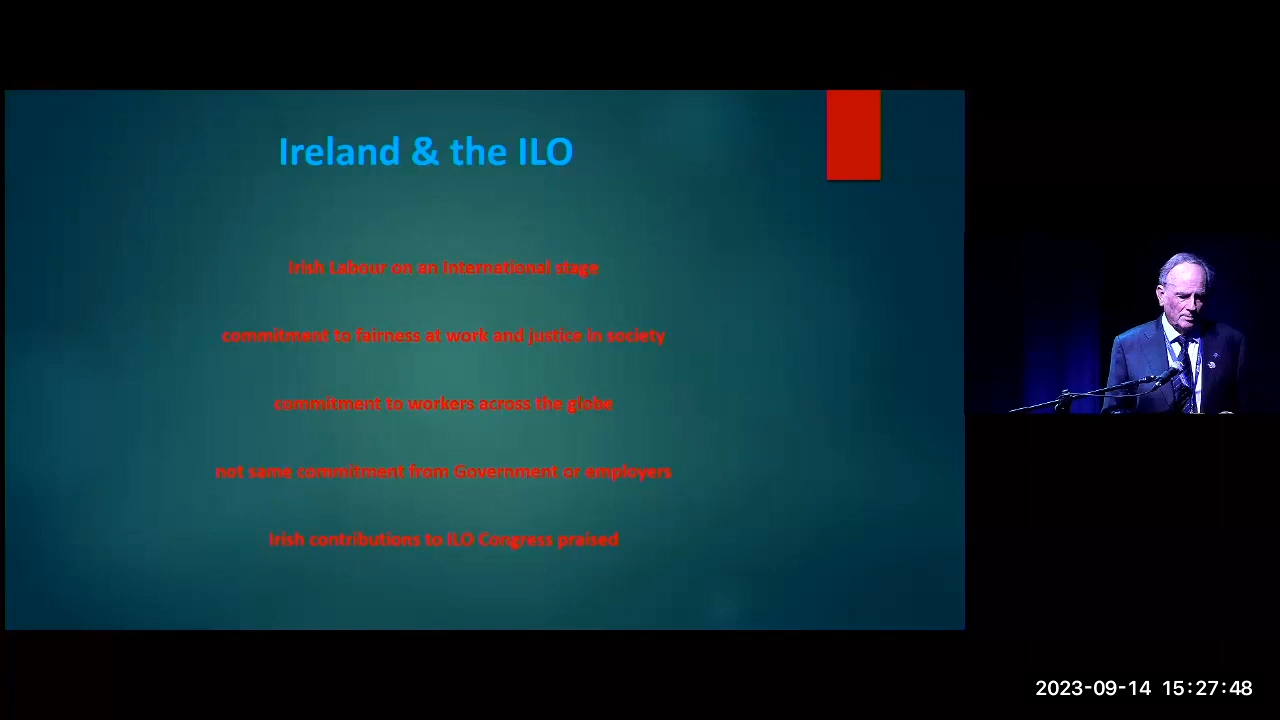 Ireland & the ILO
Irish Labour on an international stage
commitment to fairness at work and justice in society
commitment to workers across the globe
not same commitment from Government or employers
Irish contributions to ILO Congress praised
2023-09-14 15:27:48